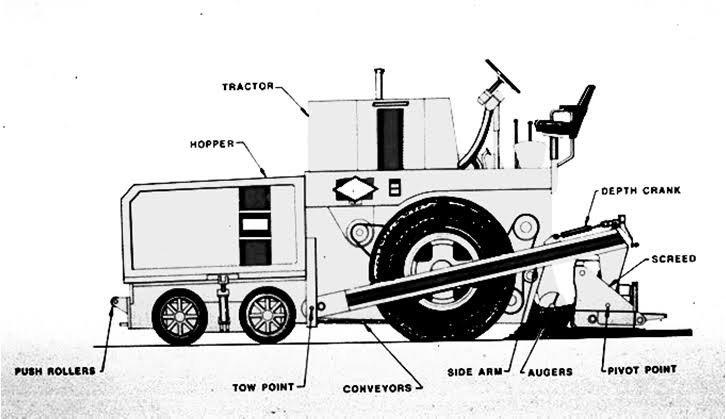 TRACTOR
HOPPER
DEPTH CRANK
SCREED
PUSH ROLLERS
TOW POINT
CONVEYORS
SIDE ARM
AUGERS
PIVOT POINT